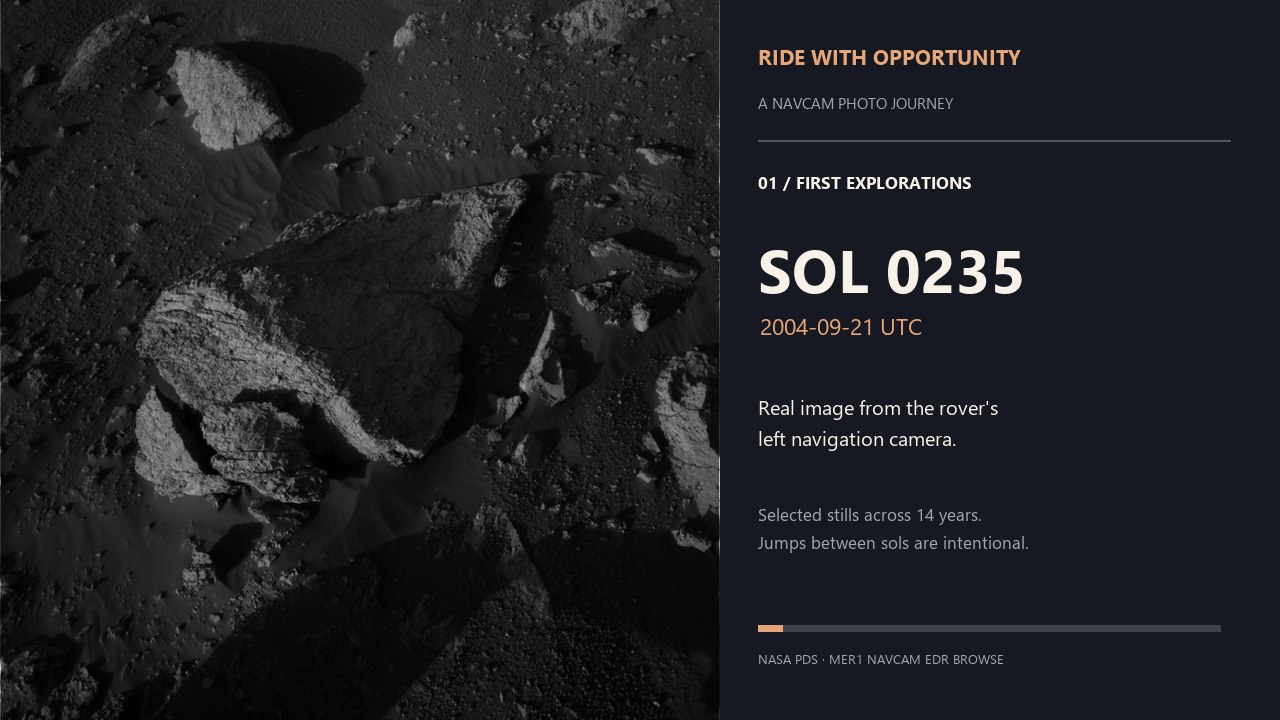 RIDE WITH OPPORTUNITY
A NAVCAM PHOTO JOURNEY
01 / FIRST EXPLORATIONS
SOL 0235
2004-09-21 UTC
Real image from the rover's
left navigation camera.
Selected stills across 14 years.
Jumps between sols are intentional.
NASA PDS · MER1 NAVCAM EDR BROWSE